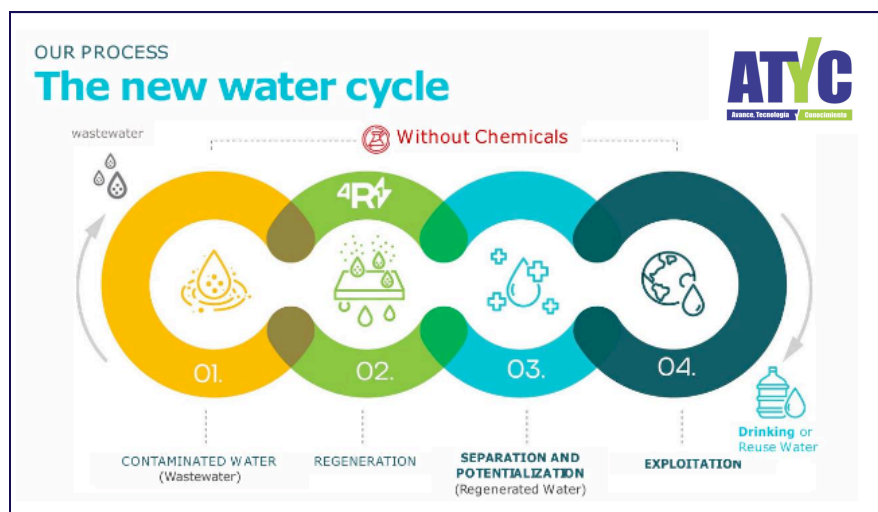 OUR PROCESS
The new water cycle
ATYC
Avance, Tecnología y Conocimiento
wastewater
Without Chemicals
4R
01.
02.
03.
04.
Drinking or
Reuse Water
CONTAMINATED WATER
(Wastewater)
REGENERATION
SEPARATION AND
POTENTIALIZATION
(Regenerated Water)
EXPLOITATION